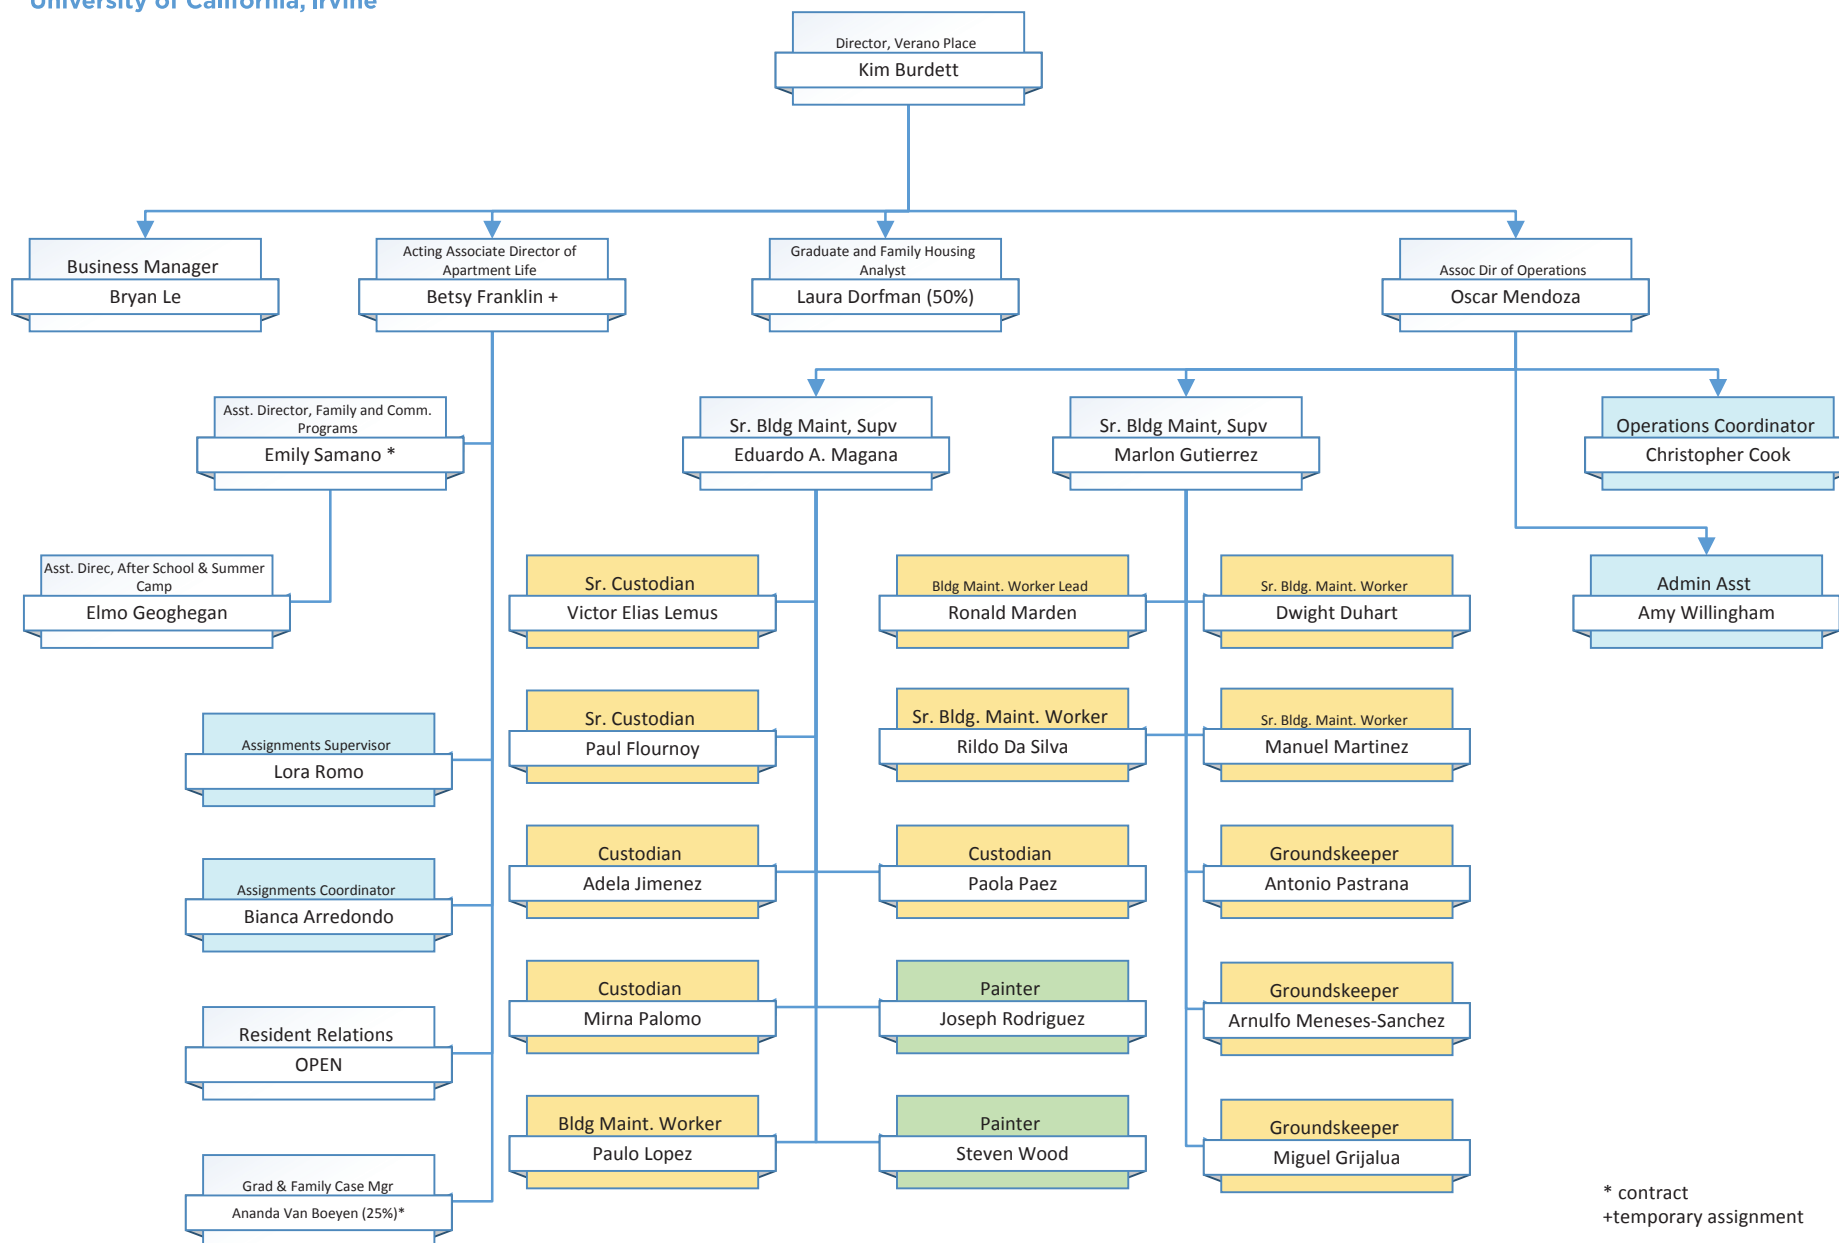 University of California, Irvine
Director, Verano Place
Kim Burdett
Business Manager
Bryan Le
Acting Associate Director of
Apartment Life
Betsy Franklin +
Graduate and Family Housing
Analyst
Laura Dorfman (50%)
Assoc Dir of Operations
Oscar Mendoza
Asst. Director, Family and Comm.
Programs
Emily Samano *
Sr. Bldg Maint, Supv
Eduardo A. Magana
Sr. Bldg Maint, Supv
Marlon Gutierrez
Operations Coordinator
Christopher Cook
Asst. Direc, After School & Summer
Camp
Elmo Geoghegan
Sr. Custodian
Victor Elias Lemus
Bldg Maint. Worker Lead
Ronald Marden
Sr. Bldg. Maint. Worker
Dwight Duhart
Admin Asst
Amy Willingham
Assignments Supervisor
Lora Romo
Sr. Custodian
Paul Flournoy
Sr. Bldg. Maint. Worker
Rildo Da Silva
Sr. Bldg. Maint. Worker
Manuel Martinez
Assignments Coordinator
Bianca Arredondo
Custodian
Adela Jimenez
Custodian
Paola Paez
Groundskeeper
Antonio Pastrana
Resident Relations
OPEN
Custodian
Mirna Palomo
Painter
Joseph Rodriguez
Groundskeeper
Arnulfo Meneses-Sanchez
Grad & Family Case Mgr
Ananda Van Boeyen (25%)*
Bldg Maint. Worker
Paulo Lopez
Painter
Steven Wood
Groundskeeper
Miguel Grijalua
* contract
+temporary assignment